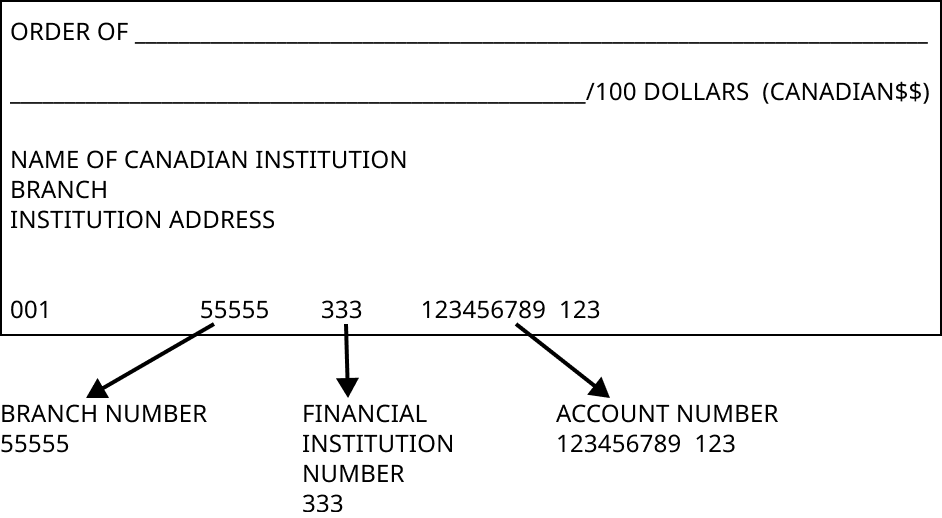 ORDER OF ____________________________________________________________________
__________________________________________________/100 DOLLARS  (CANADIAN$$)
NAME OF CANADIAN INSTITUTION
BRANCH
INSTITUTION ADDRESS
001 55555 333 123456789  123
BRANCH NUMBER
55555
FINANCIAL
INSTITUTION
NUMBER
333
ACCOUNT NUMBER
123456789  123